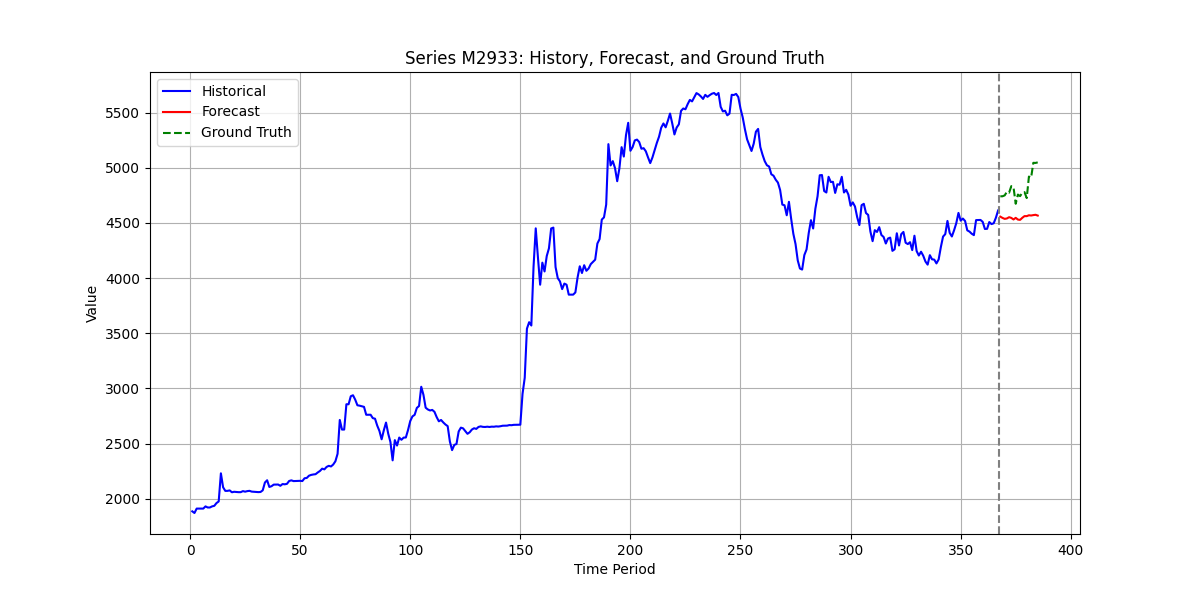 Series M2933: History, Forecast, and Ground Truth
Historical
Forecast
Ground Truth
5500
5000
4500
4000
3500
3000
2500
2000
Value
0 50 100 150 200 250 300 350 400
Time Period